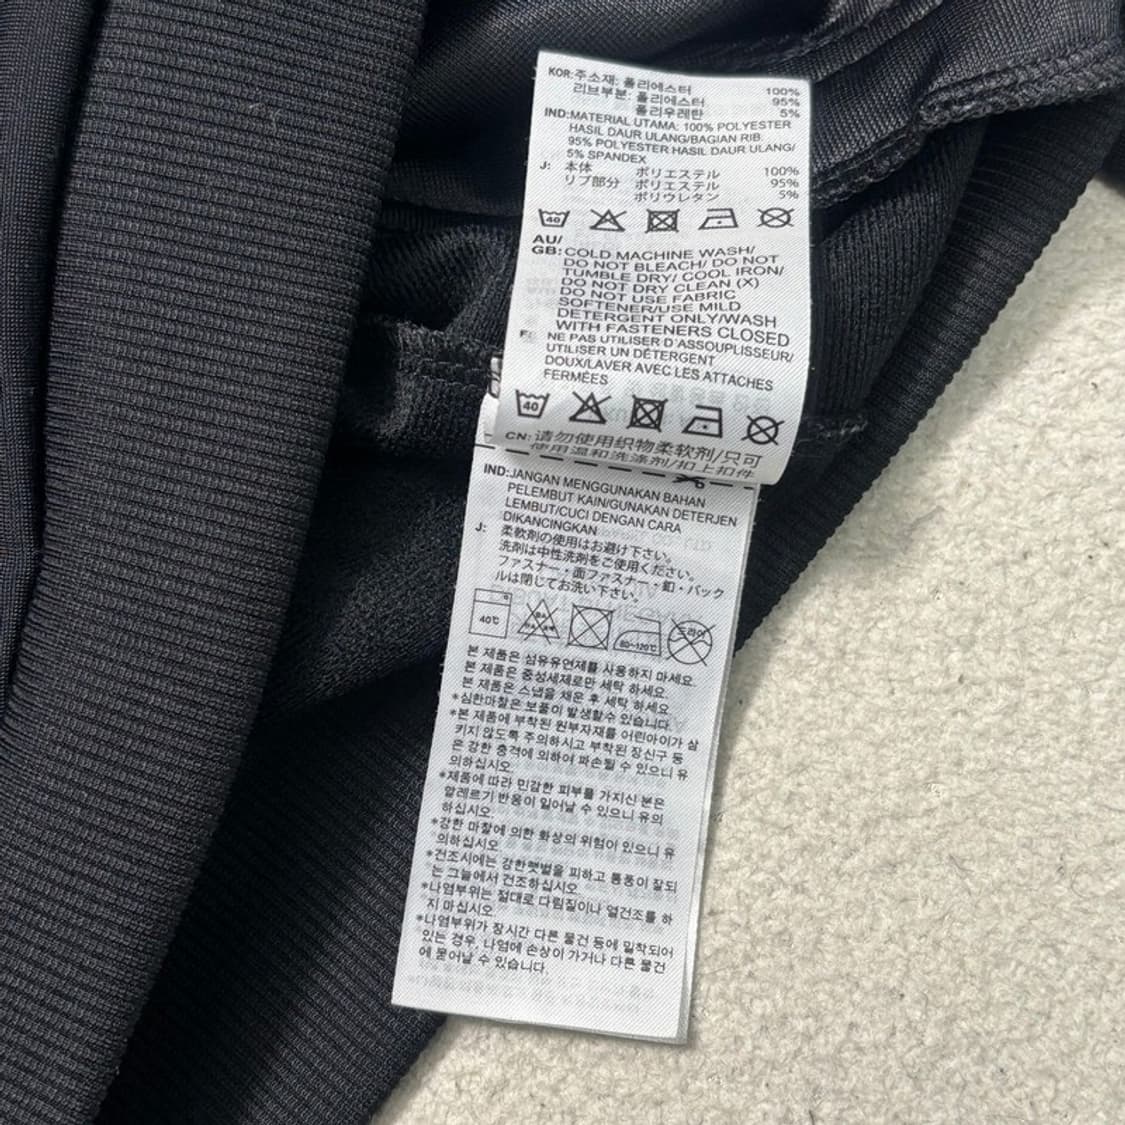 KOR:주소재: 폴리에스터 100%
리브부분: 폴리에스터 95%
폴리우레탄 5%
IND:MATERIAL UTAMA: 100% POLYESTER
HASIL DAUR ULANG/BAGIAN RIB:
95% POLYESTER HASIL DAUR ULANG/
5% SPANDEX
J: 本体 ポリエステル 100%
リブ部分 ポリエステル 95%
ポリウレタン 5%
40
AU/
GB: COLD MACHINE WASH/
DO NOT BLEACH/ DO NOT
TUMBLE DRY/ COOL IRON/
DO NOT DRY CLEAN (X)
DO NOT USE FABRIC
SOFTENER/USE MILD
DETERGENT ONLY/WASH
WITH FASTENERS CLOSED
F: NE PAS UTILISER D'ASSOUPLISSEUR/
UTILISER UN DÉTERGENT
DOUX/LAVER AVEC LES ATTACHES
FERMÉES
40
CN: 请勿使用织物柔软剂/只可
使用温和洗涤剂/扣上扣件
IND:JANGAN MENGGUNAKAN BAHAN
PELEMBUT KAIN/GUNAKAN DETERJEN
LEMBUT/CUCI DENGAN CARA
DIKANCINGKAN
J: 柔軟剤の使用はお避け下さい。
洗剤は中性洗剤をご使用ください。
ファスナー・面ファスナー・釦・バック
ルは閉じてお洗い下さい。
40℃ 80~120℃ 드라이
본 제품은 섬유유연제를 사용하지 마세요.
본 제품은 중성세제로만 세탁 하세요.
본 제품은 스냅을 채운 후 세탁 하세요
*심한마찰은 보풀이 발생할수 있습니다.
*본 제품에 부착된 원부자재를 어린아이가 삼
키지 않도록 주의하시고 부착된 장신구 등
은 강한 충격에 의하여 파손될 수 있으니 유
의하십시오.
*제품에 따라 민감한 피부를 가지신 분은
알레르기 반응이 일어날 수 있으니 유의
하십시오.
*강한 마찰에 의한 화상의 위험이 있으니 유
의하십시오
*건조시에는 강한햇볕을 피하고 통풍이 잘되
는 그늘에서 건조하십시오.
*나염부위는 절대로 다림질이나 열건조를 하
지 마십시오.
*나염부위가 장시간 다른 물건 등에 밀착되어
있는 경우, 나염에 손상이 가거나 다른 물건
에 묻어날 수 있습니다.